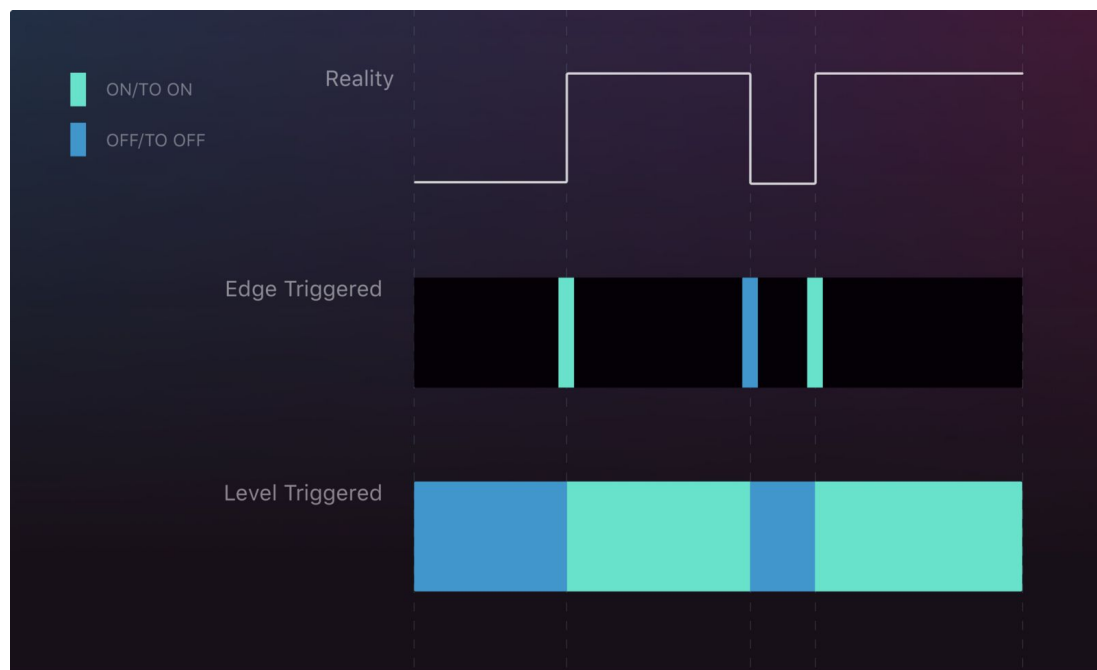 ON/TO ON
OFF/TO OFF
Reality
Edge Triggered
Level Triggered